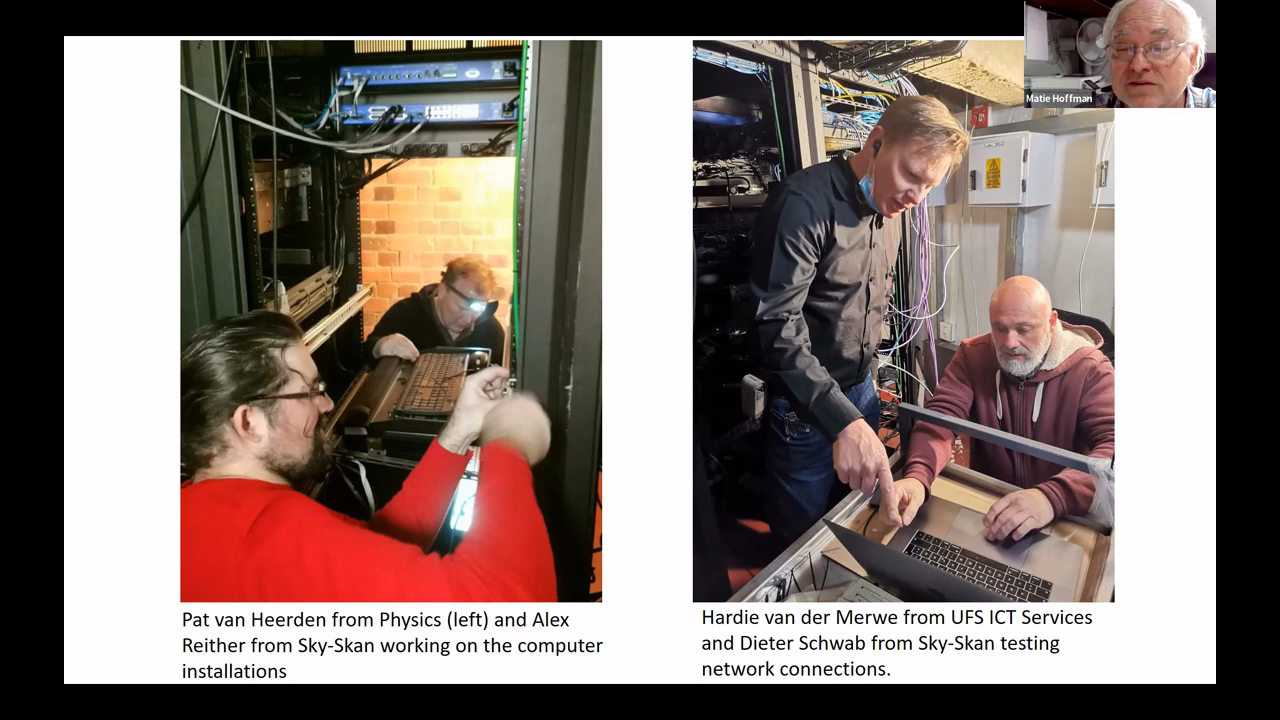 Matie Hoffman
Pat van Heerden from Physics (left) and Alex
Reither from Sky-Skan working on the computer
installations
Hardie van der Merwe from UFS ICT Services
and Dieter Schwab from Sky-Skan testing
network connections.